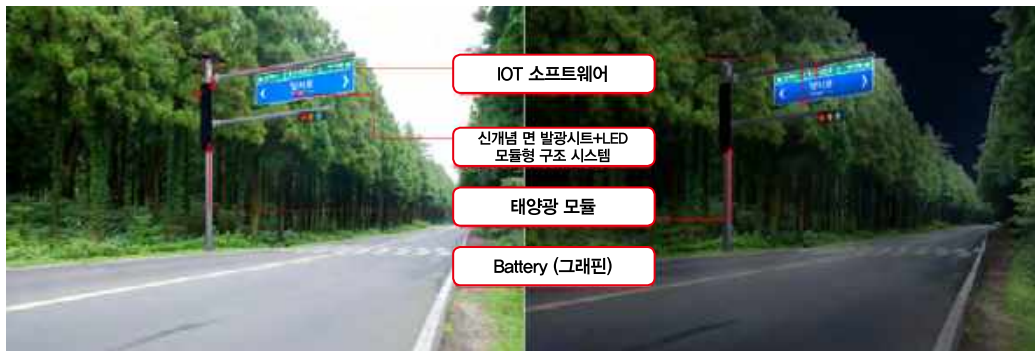 IOT 소프트웨어
신개념 면 발광시트+LED
모듈형 구조 시스템
태양광 모듈
Battery (그래핀)